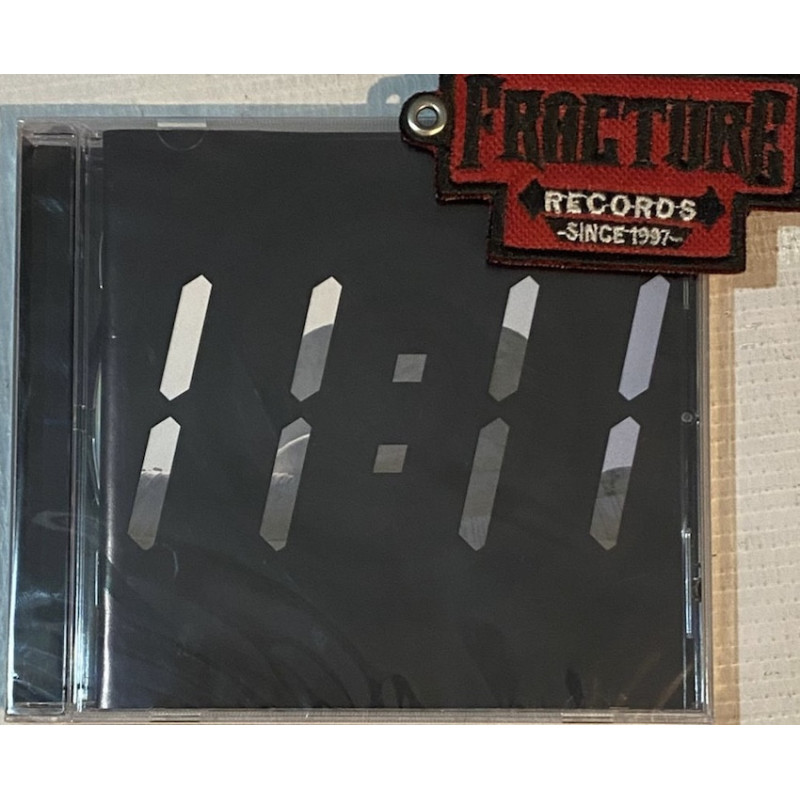 FRACTURE
RECORDS
-SINCE 1997-
11:11